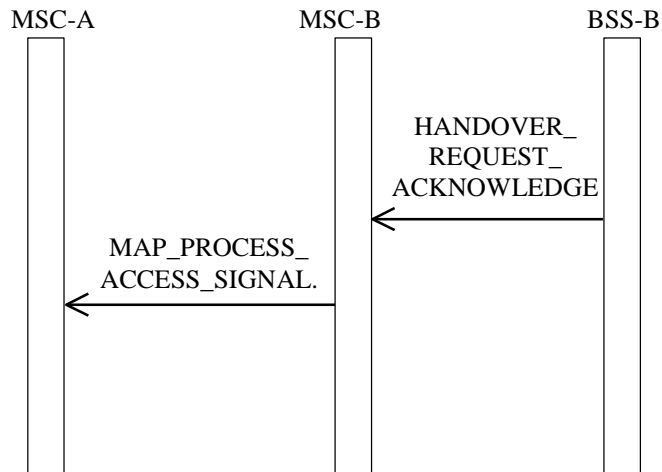 MSC-A
MSC-B
BSS-B
HANDOVER_
REQUEST_
ACKNOWLEDGE
MAP_PROCESS_
ACCESS_SIGNAL.